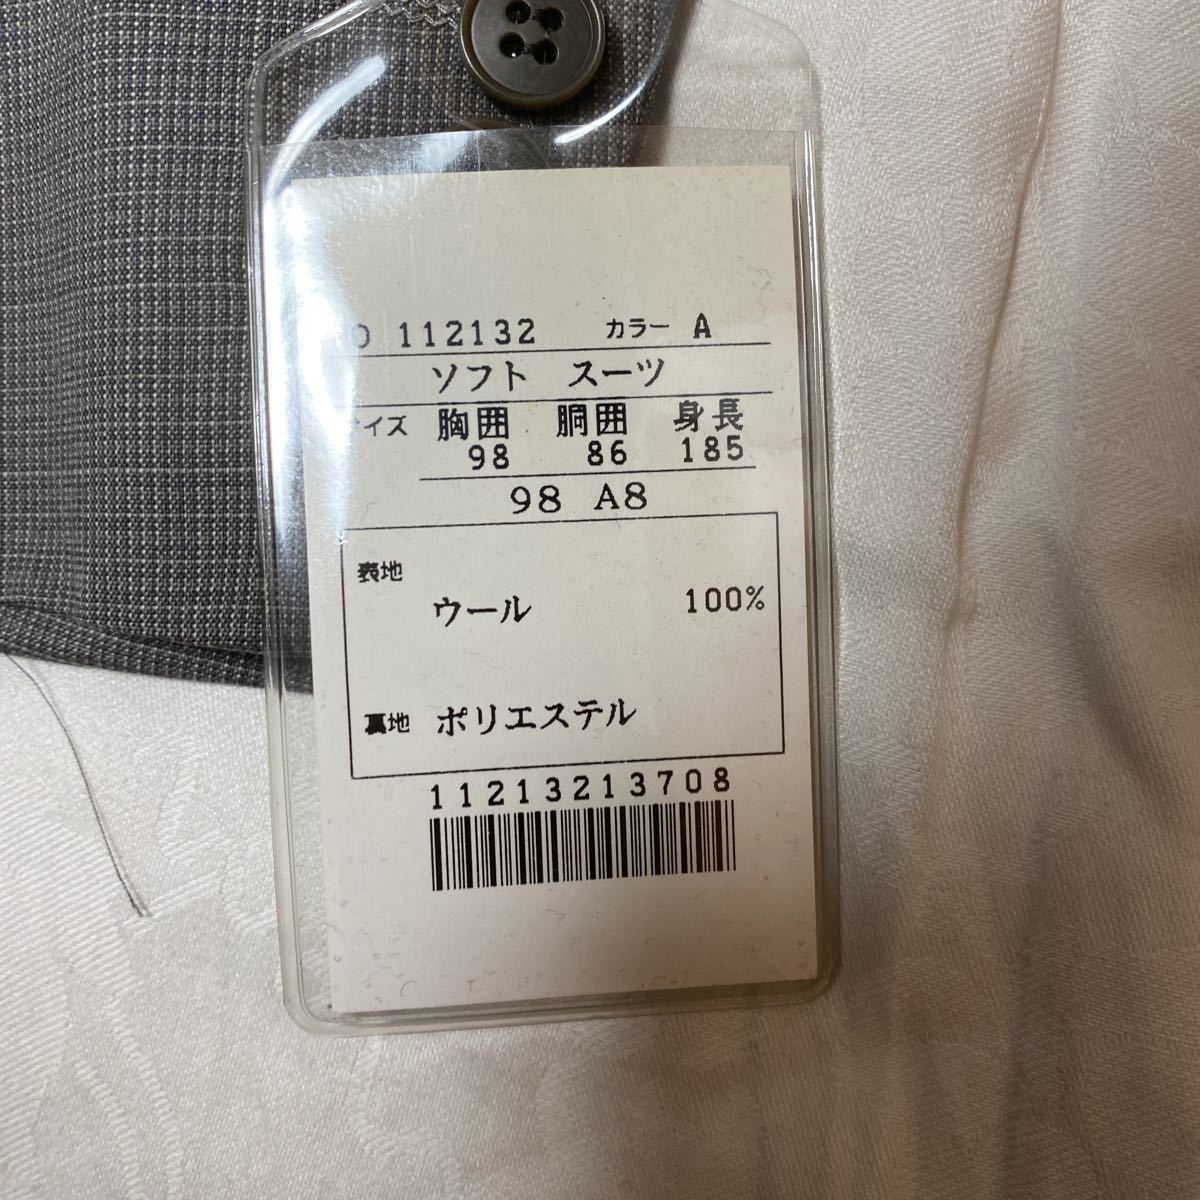 O 112132 カラー A
ソフト スーツ
イズ 胸囲 胴囲 身長
98 86 185
98 A8
表地
ウール 100%
裏地 ポリエステル
11213213708